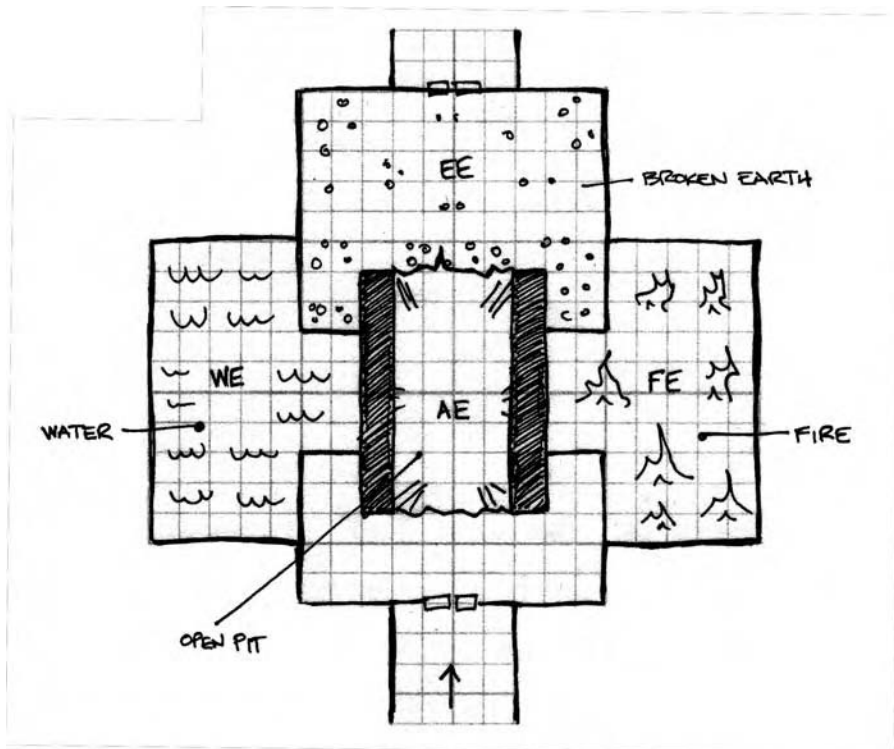 EE
BROKEN EARTH
WE
FE
AE
WATER
FIRE
OPEN PIT